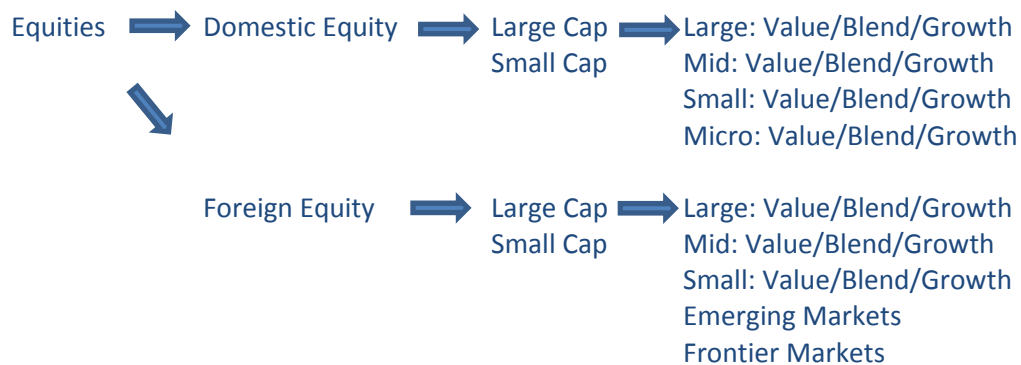 Equities Domestic Equity Large Cap Large: Value/Blend/Growth
Small Cap Mid: Value/Blend/Growth
Small: Value/Blend/Growth
Micro: Value/Blend/Growth
Foreign Equity Large Cap Large: Value/Blend/Growth
Small Cap Mid: Value/Blend/Growth
Small: Value/Blend/Growth
Emerging Markets
Frontier Markets